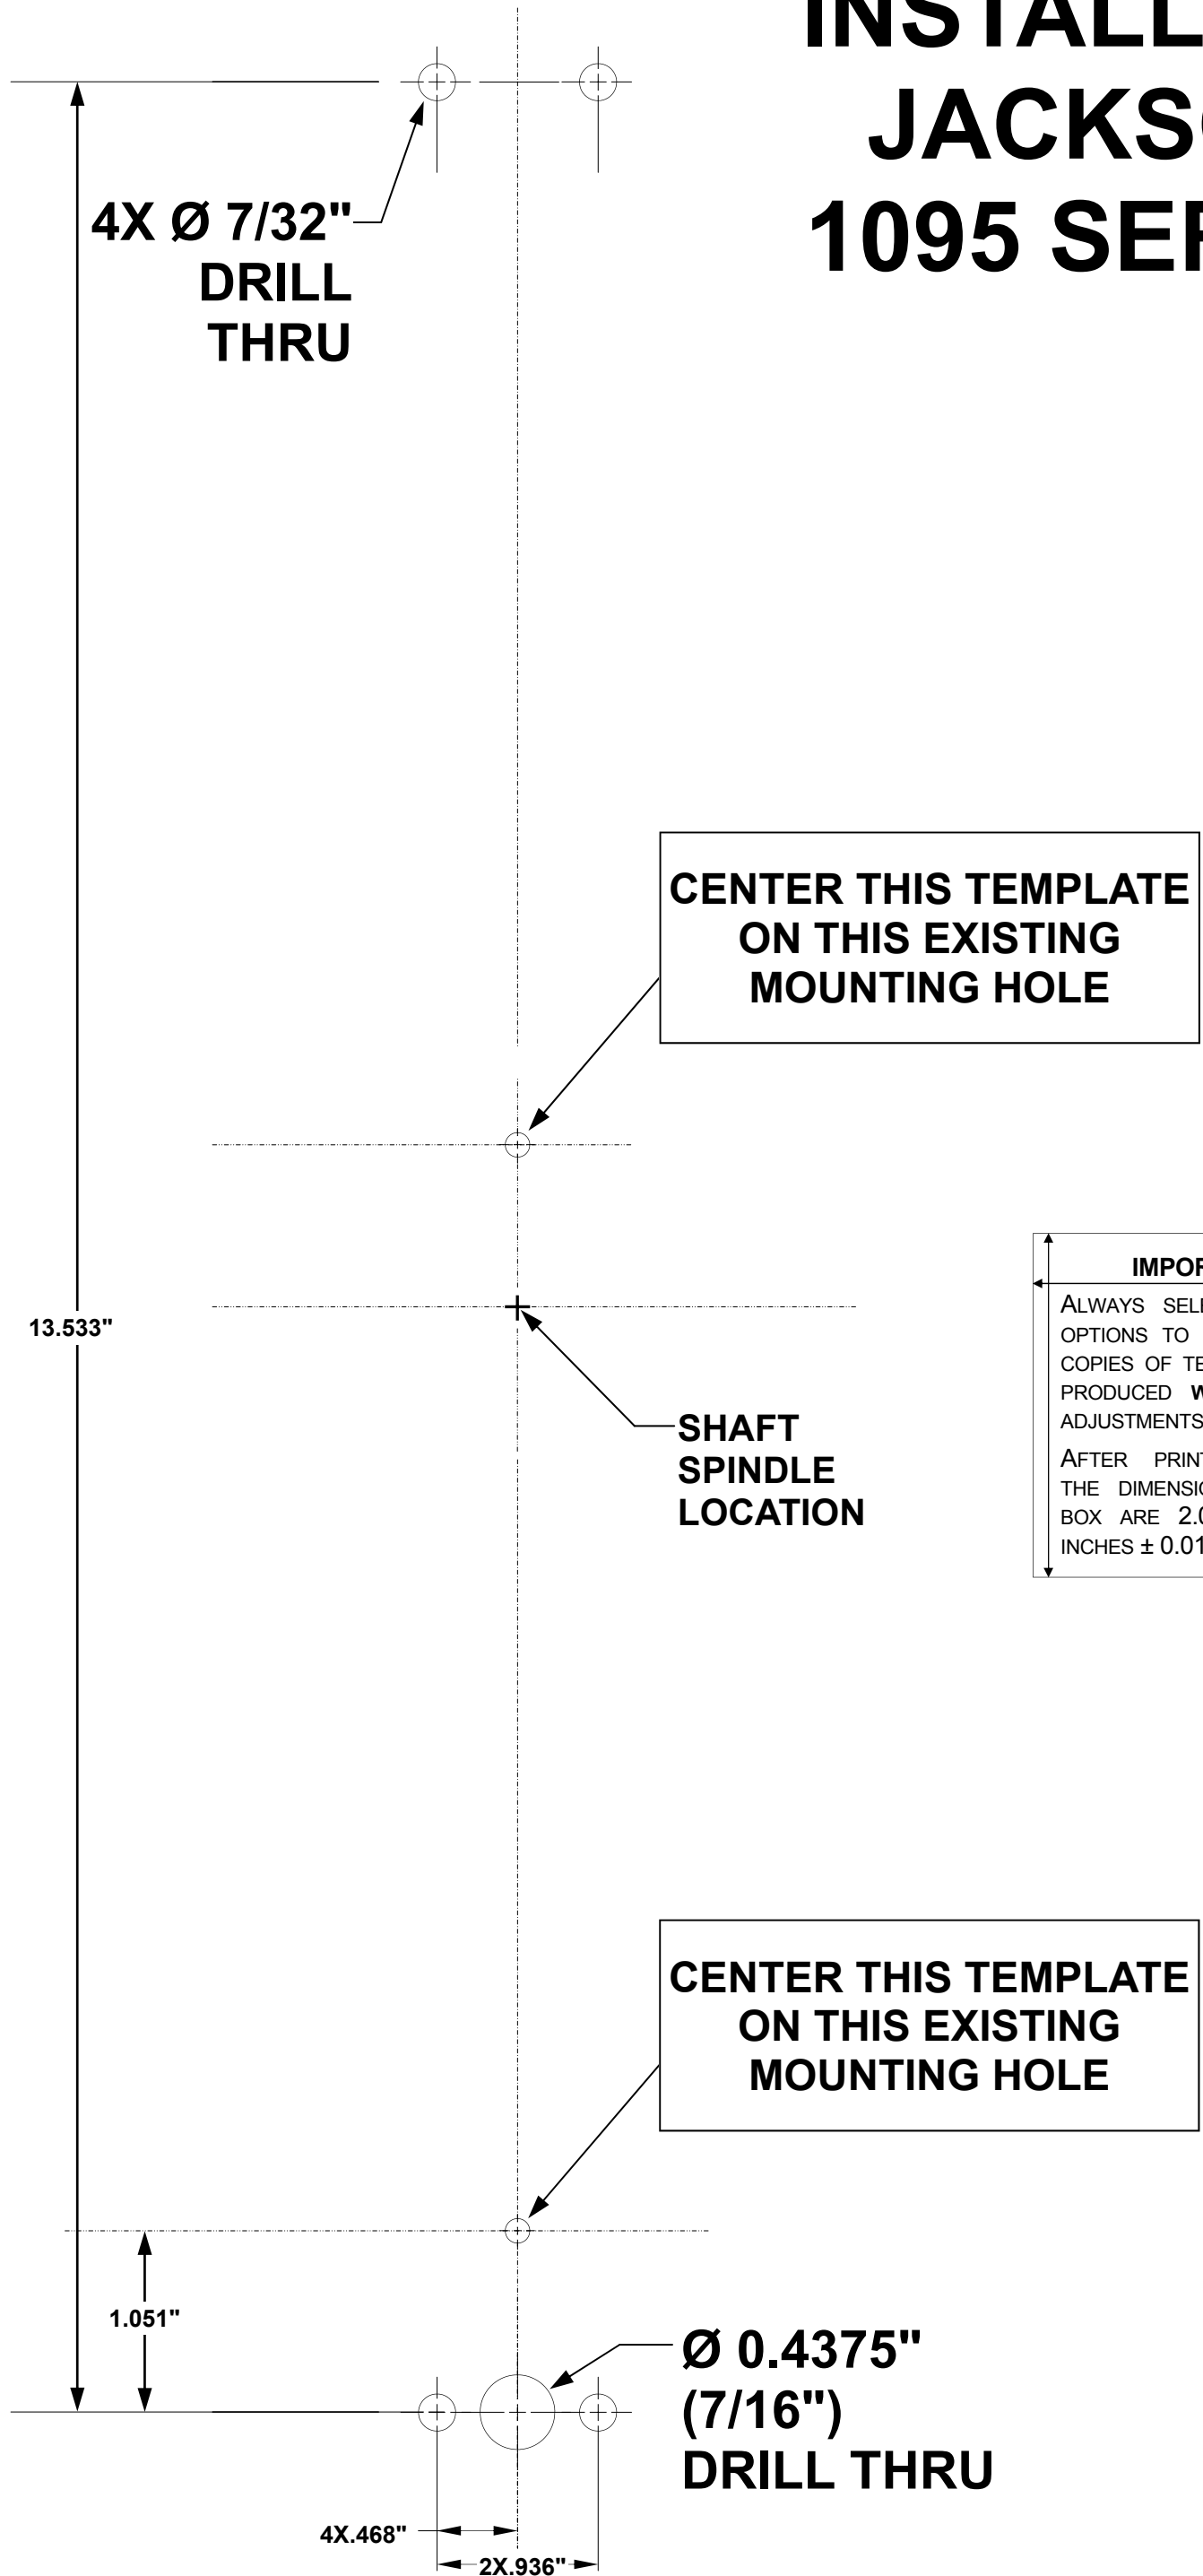 INSTALL
JACKS
1095 SER
4X Ø 7/32"
DRILL
THRU
CENTER THIS TEMPLATE
ON THIS EXISTING
MOUNTING HOLE
13.533"
SHAFT
SPINDLE
LOCATION
IMPOR
ALWAYS SELE
OPTIONS TO
COPIES OF TE
PRODUCED W
ADJUSTMENTS
AFTER PRINT
THE DIMENSIO
BOX ARE 2.0
INCHES ± 0.01
CENTER THIS TEMPLATE
ON THIS EXISTING
MOUNTING HOLE
1.051"
Ø 0.4375"
(7/16")
DRILL THRU
4X.468"
2X.936"